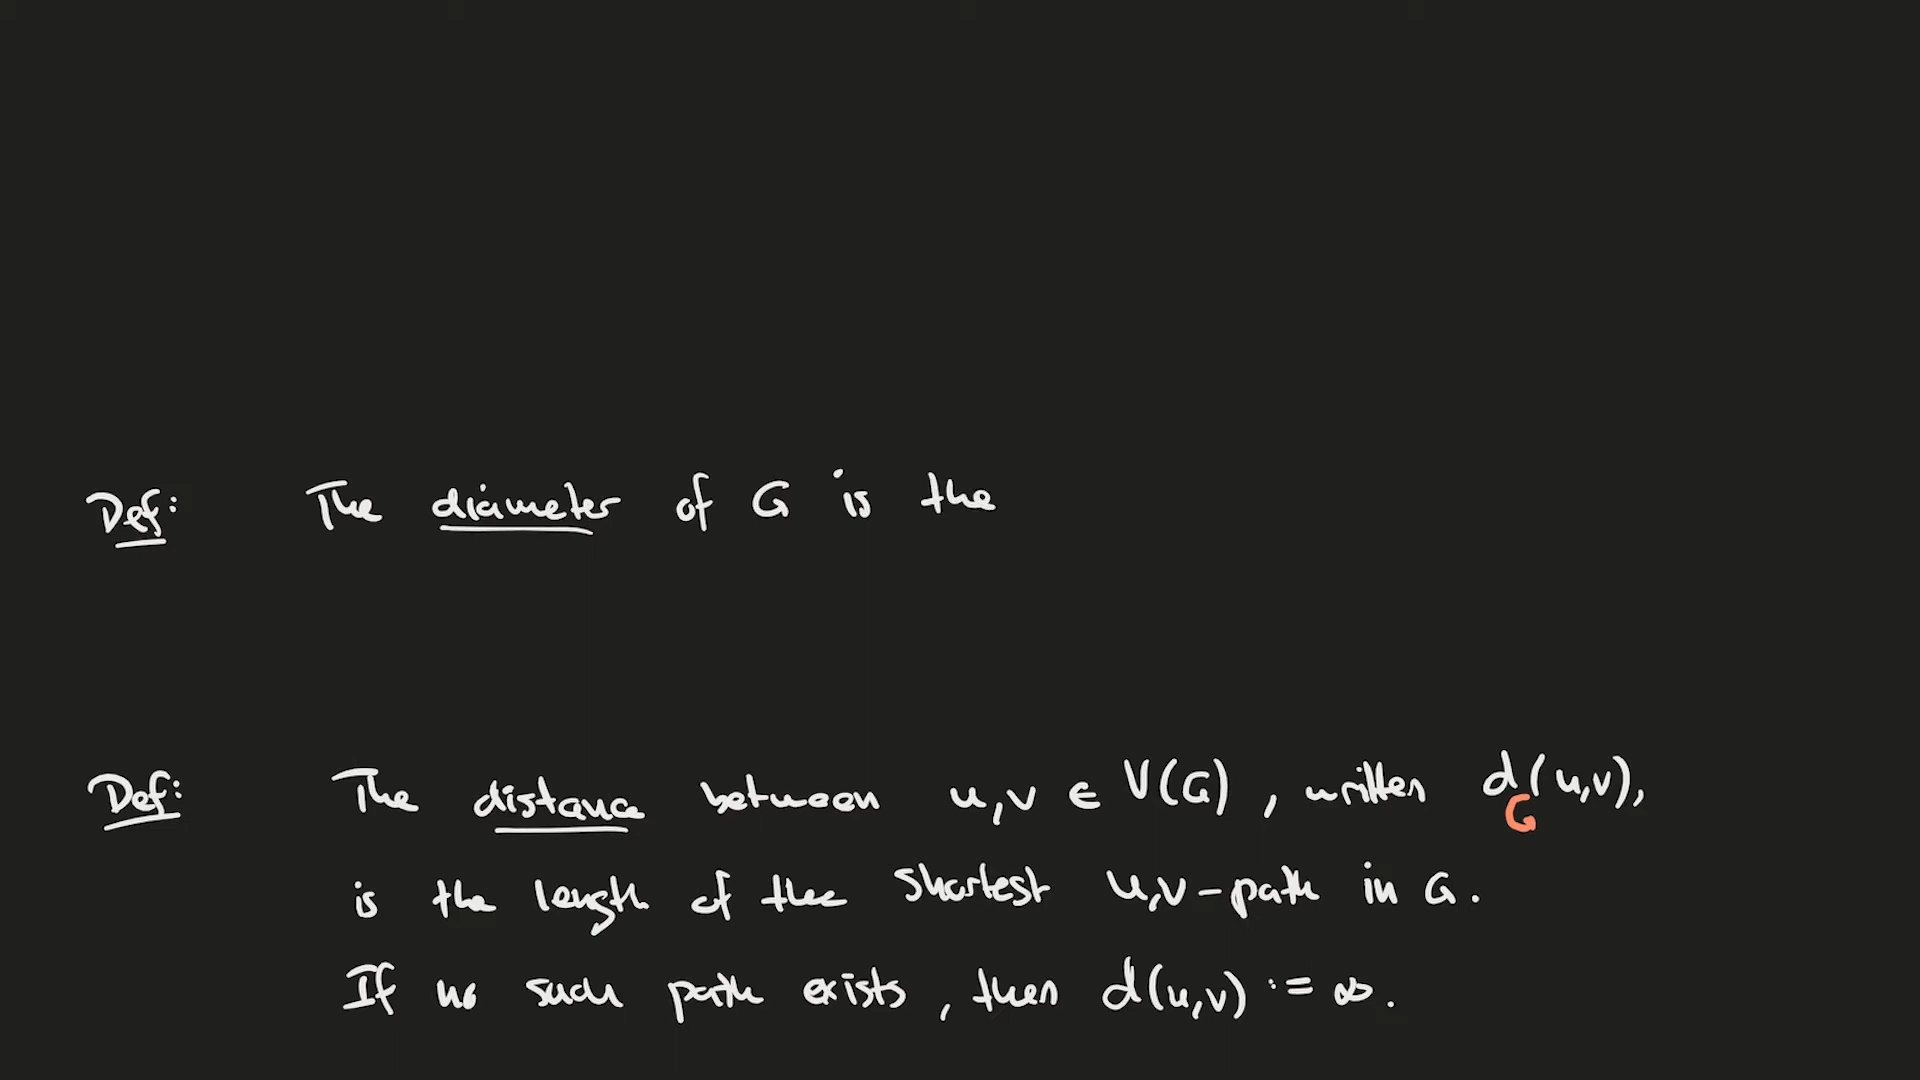 Def: The diameter of G is the
Def: The distance between u,v ∈ V(G), written d_G(u,v),
is the length of the shortest u,v-path in G.
If no such path exists, then d(u,v) := ∞.